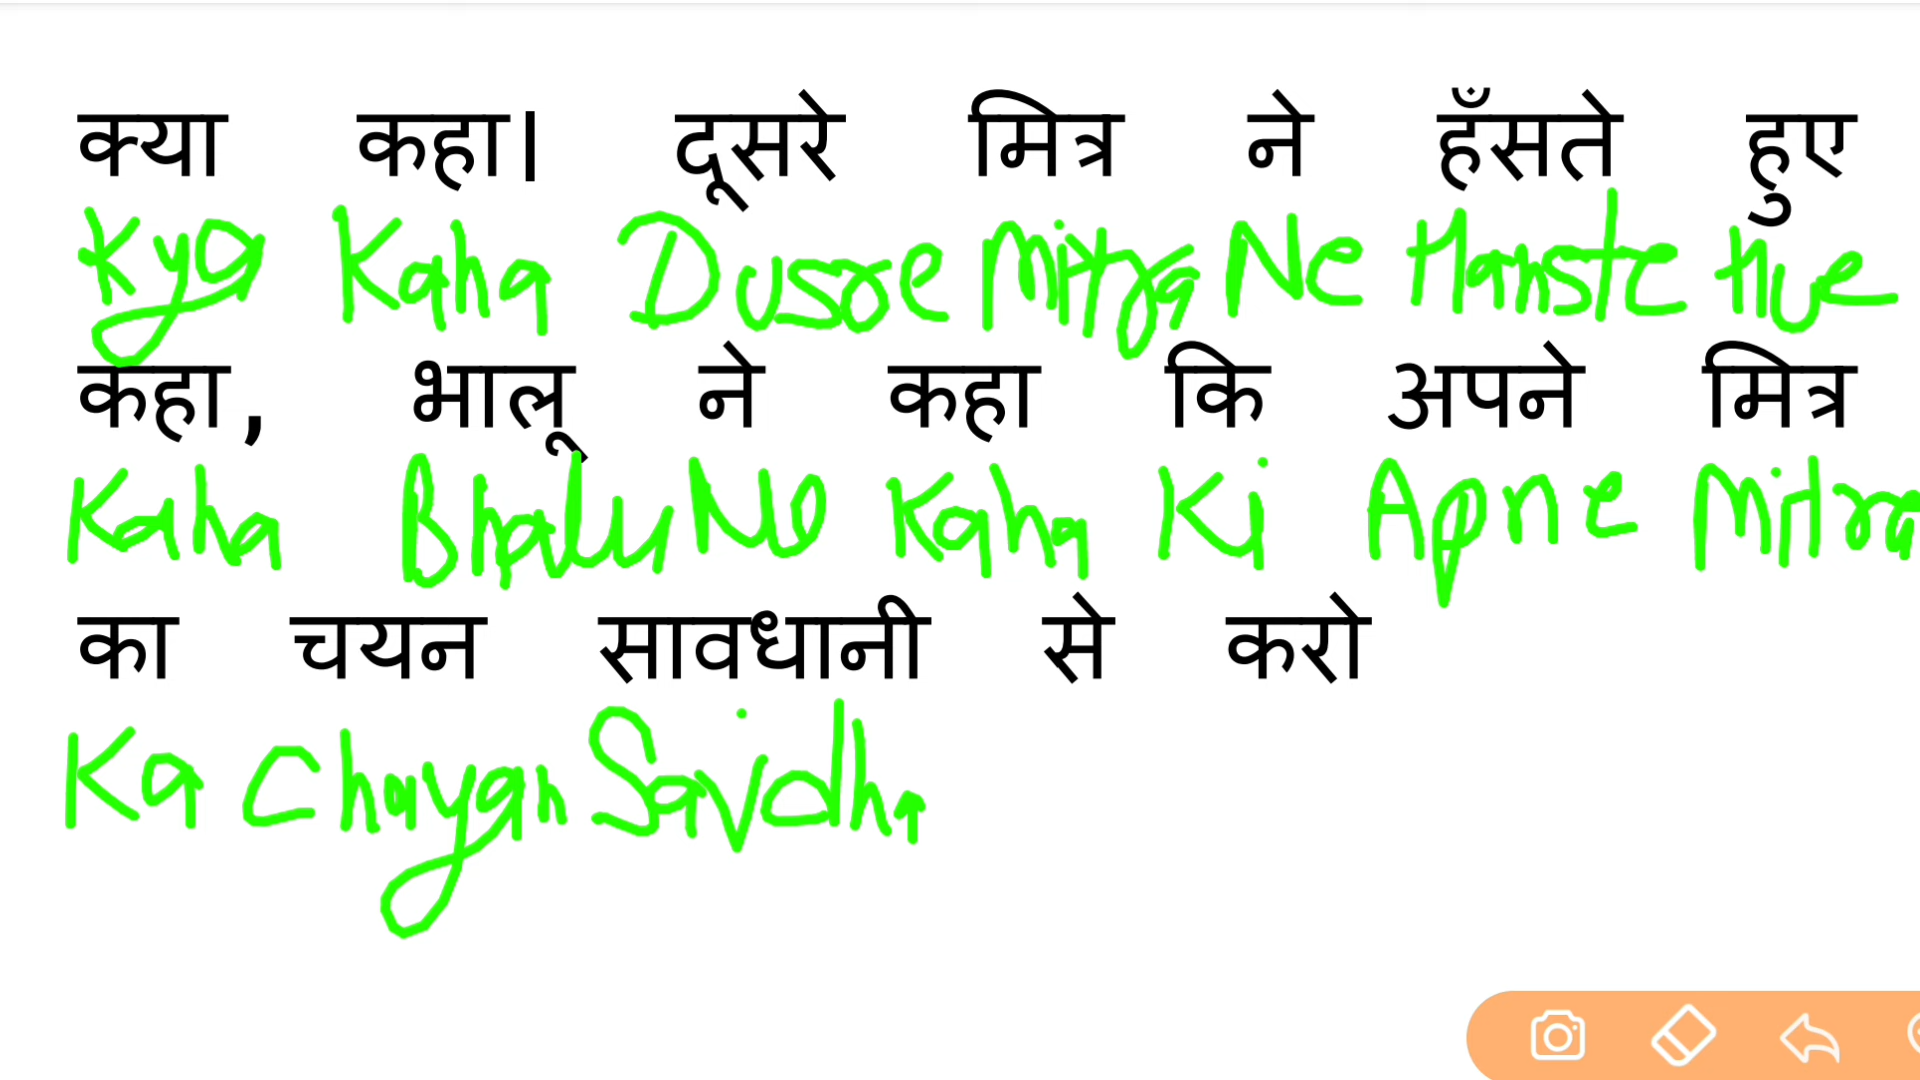 क्या कहा। दूसरे मित्र ने हँसते हुए
Kya Kaha Dusre Mitra Ne Hanste Hue
कहा, भालू ने कहा कि अपने मित्र
Kaha Bhalu Ne Kaha Ki Apne Mitra
का चयन सावधानी से करो
Ka Chayan Savdha